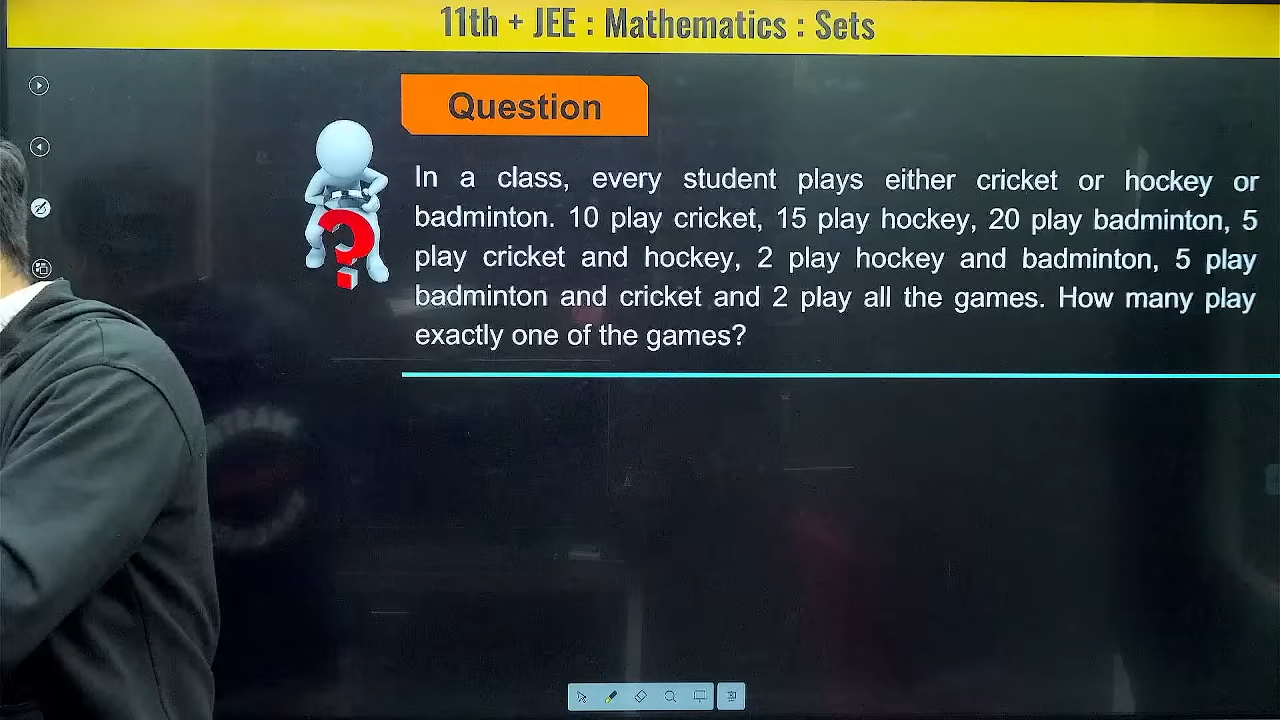 11th + JEE : Mathematics : Sets
Question
In a class, every student plays either cricket or hockey or
badminton. 10 play cricket, 15 play hockey, 20 play badminton, 5
play cricket and hockey, 2 play hockey and badminton, 5 play
badminton and cricket and 2 play all the games. How many play
exactly one of the games?